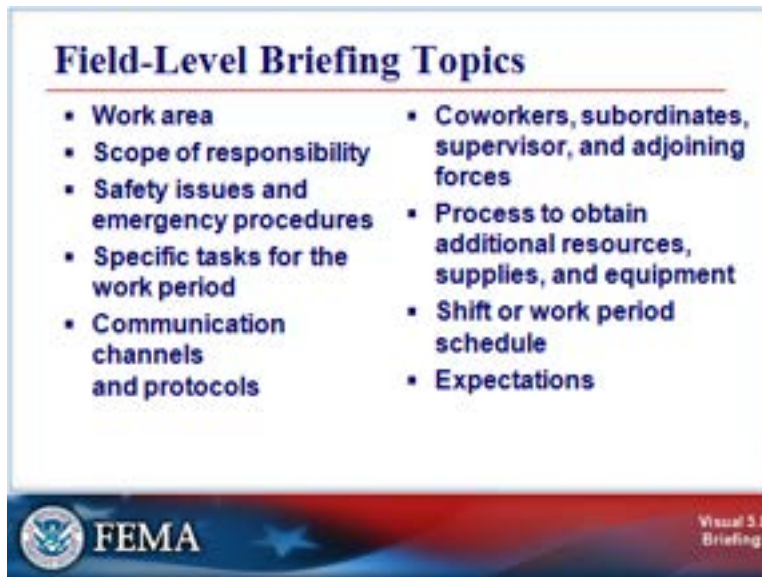 Field-Level Briefing Topics
▪ Work area
▪ Scope of responsibility
▪ Safety issues and
emergency procedures
▪ Specific tasks for the
work period
▪ Communication
channels
and protocols
▪ Coworkers, subordinates,
supervisor, and adjoining
forces
▪ Process to obtain
additional resources,
supplies, and equipment
▪ Shift or work period
schedule
▪ Expectations
FEMA
Visual
Briefing